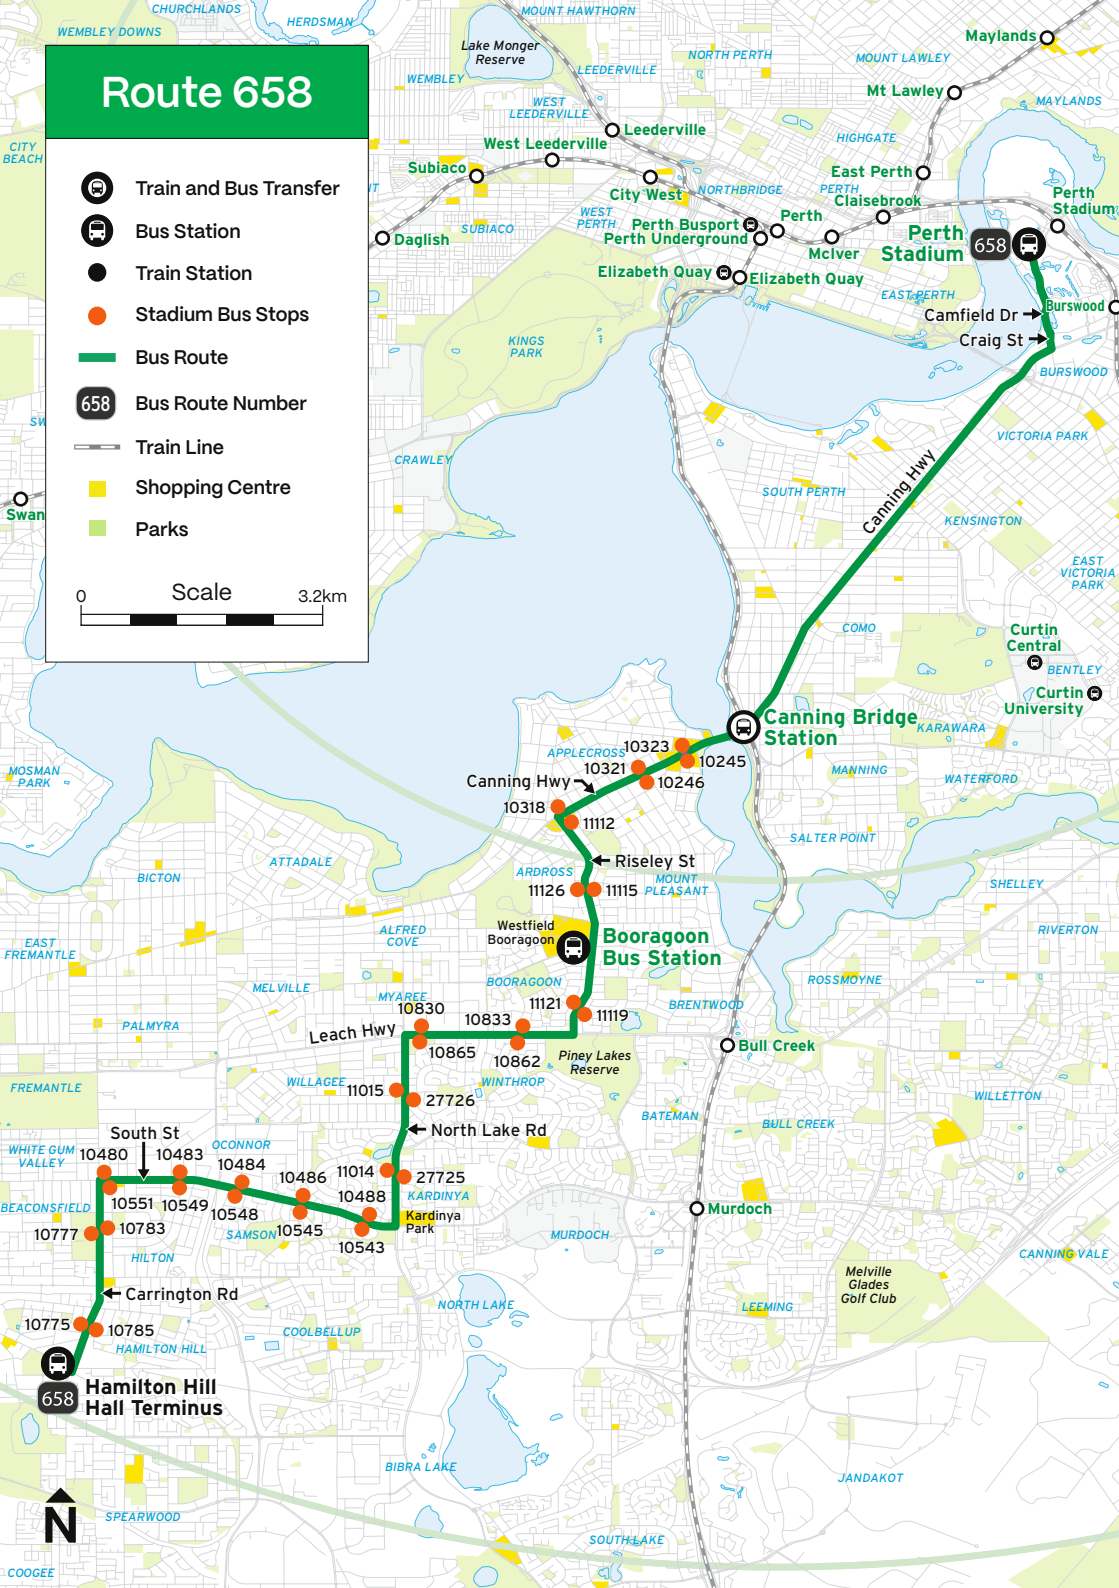 Route 658
Train and Bus Transfer
Bus Station
Train Station
Stadium Bus Stops
Bus Route
658
Bus Route Number
Train Line
Shopping Centre
Parks
Scale
0
3.2km
CHURCHLANDS
WEMBLEY DOWNS
HERDSMAN
MOUNT HAWTHORN
Lake Monger
Reserve
WEMBLEY
LEEDERVILLE
NORTH PERTH
MOUNT LAWLEY
Maylands
Mt Lawley
MAYLANDS
WEST
LEEDERVILLE
Leederville
West Leederville
HIGHGATE
CITY
BEACH
Subiaco
City West
NORTHBRIDGE
East Perth
PERTH
Claisebrook
Perth
Stadium
NT
SUBIACO
WEST
PERTH
Perth Busport
Perth
Perth Underground
McIver
Daglish
Perth
Stadium
658
Elizabeth Quay
Elizabeth Quay
EAST PERTH
Burswood
Camfield Dr
Craig St
KINGS
PARK
BURSWOOD
SW
CRAWLEY
VICTORIA PARK
Canning Hwy
SOUTH PERTH
KENSINGTON
Swan
EAST
VICTORIA
PARK
COMO
Curtin
Central
BENTLEY
Curtin
University
Canning Bridge
Station
KARAWARA
APPLECROSS
10323
10245
10321
10246
Canning Hwy
MANNING
WATERFORD
MOSMAN
PARK
10318
11112
SALTER POINT
ATTADALE
Riseley St
BICTON
ARDROSS
MOUNT
PLEASANT
11126
11115
SHELLEY
Westfield
Booragoon
Booragoon
Bus Station
ALFRED
COVE
EAST
FREMANTLE
RIVERTON
MELVILLE
BOORAGOON
ROSSMOYNE
MYAREE
BRENTWOOD
10830
10833
11121
11119
PALMYRA
Leach Hwy
10865
10862
Bull Creek
Piney Lakes
Reserve
FREMANTLE
WILLAGEE
11015
WINTHROP
27726
WILLETTON
BATEMAN
BULL CREEK
North Lake Rd
South St
WHITE GUM
VALLEY
OCONNOR
10480
10483
10484
10486
11014
27725
10488
KARDINYA
10551
10549
10548
10545
10543
BEACONSFIELD
Kardinya
Park
Murdoch
10777
10783
SAMSON
MURDOCH
HILTON
CANNING VALE
Carrington Rd
Melville
Glades
Golf Club
NORTH LAKE
LEEMING
10775
10785
COOLBELLUP
HAMILTON HILL
658
Hamilton Hill
Hall Terminus
BIBRA LAKE
JANDAKOT
N
SPEARWOOD
SOUTH LAKE
COOGEE